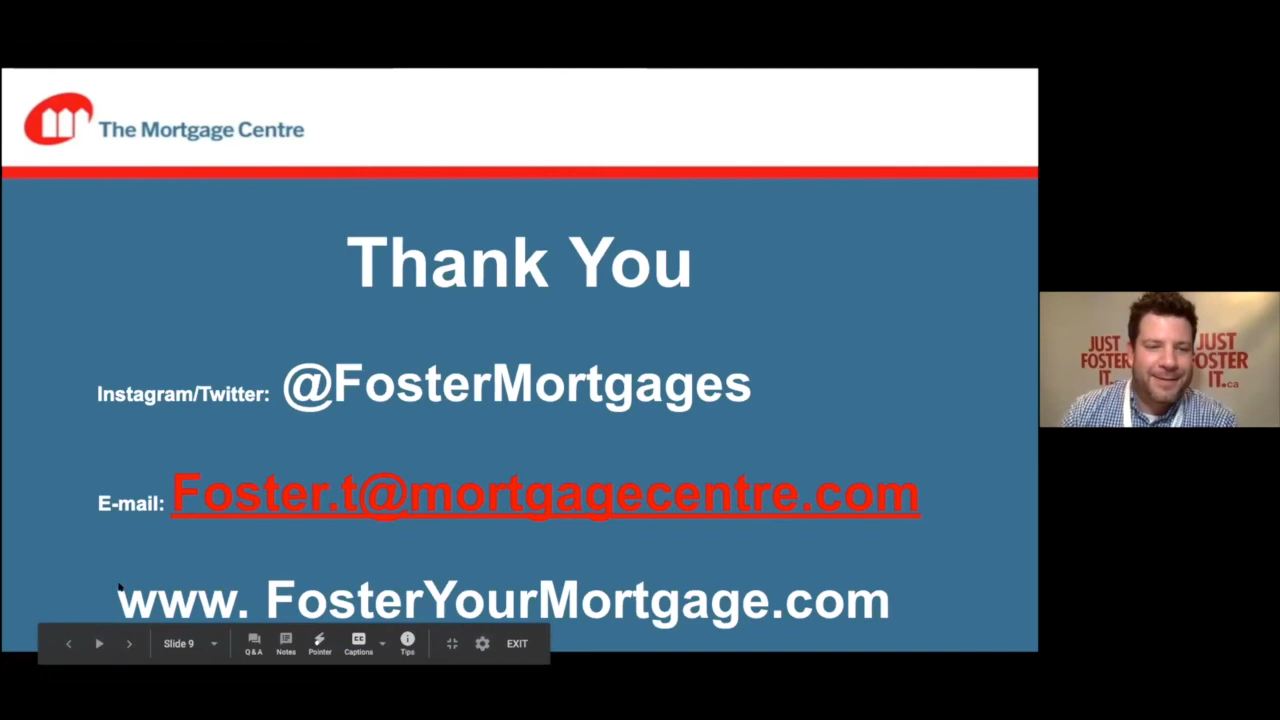 The Mortgage Centre
Thank You
Instagram/Twitter: @FosterMortgages
E-mail: Foster.t@mortgagecentre.com
www. FosterYourMortgage.com
Slide 9
Q&A Notes Pointer CC Captions Tips EXIT
JUST FOSTER IT.
JUST FOSTER IT.ca